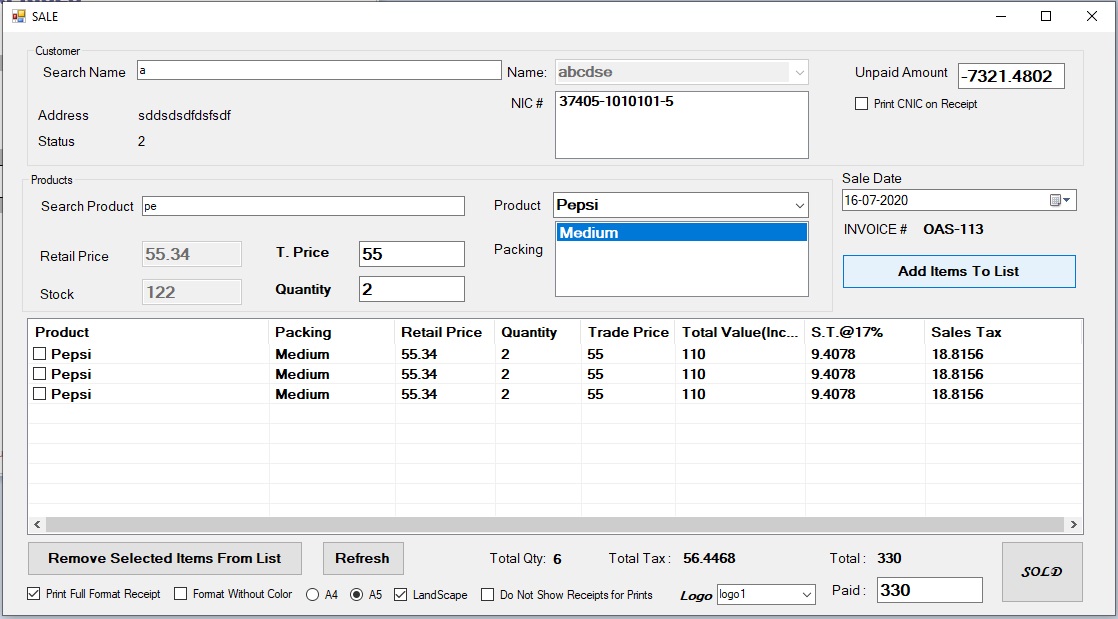 SALE
Customer
Search Name a Name: abcdse Unpaid Amount -7321.4802
NIC # 37405-1010101-5 Print CNIC on Receipt
Address sddsdsdfdsfsdf
Status 2
Products Sale Date
Search Product pe Product Pepsi 16-07-2020
INVOICE # OAS-113
Packing Medium
Retail Price 55.34 T. Price 55
Add Items To List
Stock 122 Quantity 2
Product Packing Retail Price Quantity Trade Price Total Value(Inc... S.T.@17% Sales Tax
Pepsi Medium 55.34 2 55 110 9.4078 18.8156
Pepsi Medium 55.34 2 55 110 9.4078 18.8156
Pepsi Medium 55.34 2 55 110 9.4078 18.8156
Remove Selected Items From List Refresh Total Qty: 6 Total Tax : 56.4468 Total : 330
SOLD
Print Full Format Receipt Format Without Color A4 A5 LandScape Do Not Show Receipts for Prints Logo logo1 Paid : 330